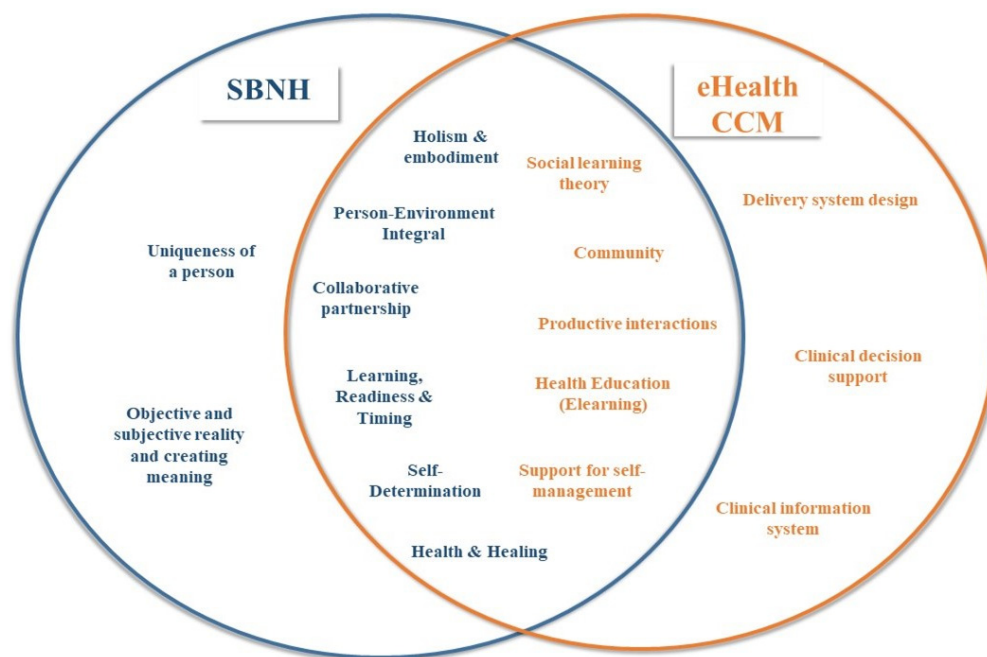 SBNH
eHealth
CCM
Holism &
embodiment
Social learning
theory
Delivery system design
Person-Environment
Integral
Uniqueness of
a person
Community
Collaborative
partnership
Productive interactions
Clinical decision
support
Learning,
Readiness &
Timing
Health Education
(Elearning)
Objective and
subjective reality
and creating
meaning
Self-
Determination
Support for self-
management
Clinical information
system
Health & Healing